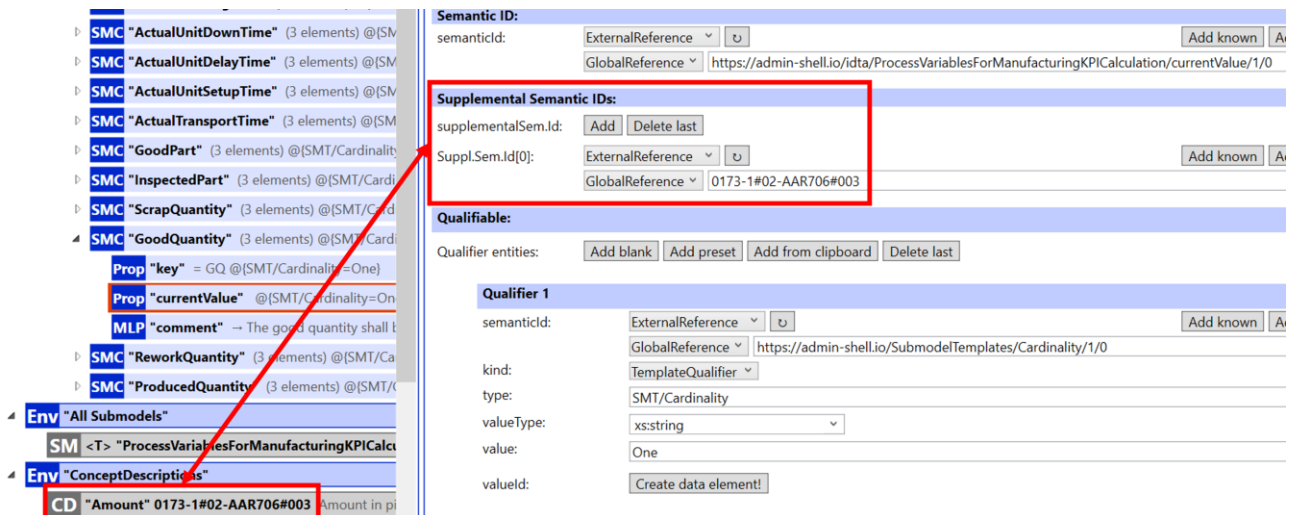 SMC "ActualUnitDownTime" (3 elements) @{SM
SMC "ActualUnitDelayTime" (3 elements) @{SM
SMC "ActualUnitSetupTime" (3 elements) @{SM
SMC "ActualTransportTime" (3 elements) @{SM
SMC "GoodPart" (3 elements) @{SMT/Cardinality
SMC "InspectedPart" (3 elements) @{SMT/Cardi
SMC "ScrapQuantity" (3 elements) @{SMT/Card
SMC "GoodQuantity" (3 elements) @{SMT/Cardi
Prop "key" = GQ @{SMT/Cardinality=One}
Prop "currentValue" @{SMT/Cardinality=On
MLP "comment" → The good quantity shall b
SMC "ReworkQuantity" (3 elements) @{SMT/Ca
SMC "ProducedQuantity" (3 elements) @{SMT/
Env "All Submodels"
SM <T> "ProcessVariablesForManufacturingKPICalcu
Env "ConceptDescriptions"
CD "Amount" 0173-1#02-AAR706#003 Amount in pi
Semantic ID:
semanticId: ExternalReference Add known
GlobalReference https://admin-shell.io/idta/ProcessVariablesForManufacturingKPICalculation/currentValue/1/0
Supplemental Semantic IDs:
supplementalSem.Id: Add Delete last
Suppl.Sem.Id[0]: ExternalReference Add known
GlobalReference 0173-1#02-AAR706#003
Qualifiable:
Qualifier entities: Add blank Add preset Add from clipboard Delete last
Qualifier 1
semanticId: ExternalReference Add known
GlobalReference https://admin-shell.io/SubmodelTemplates/Cardinality/1/0
kind: TemplateQualifier
type: SMT/Cardinality
valueType: xs:string
value: One
valueId: Create data element!